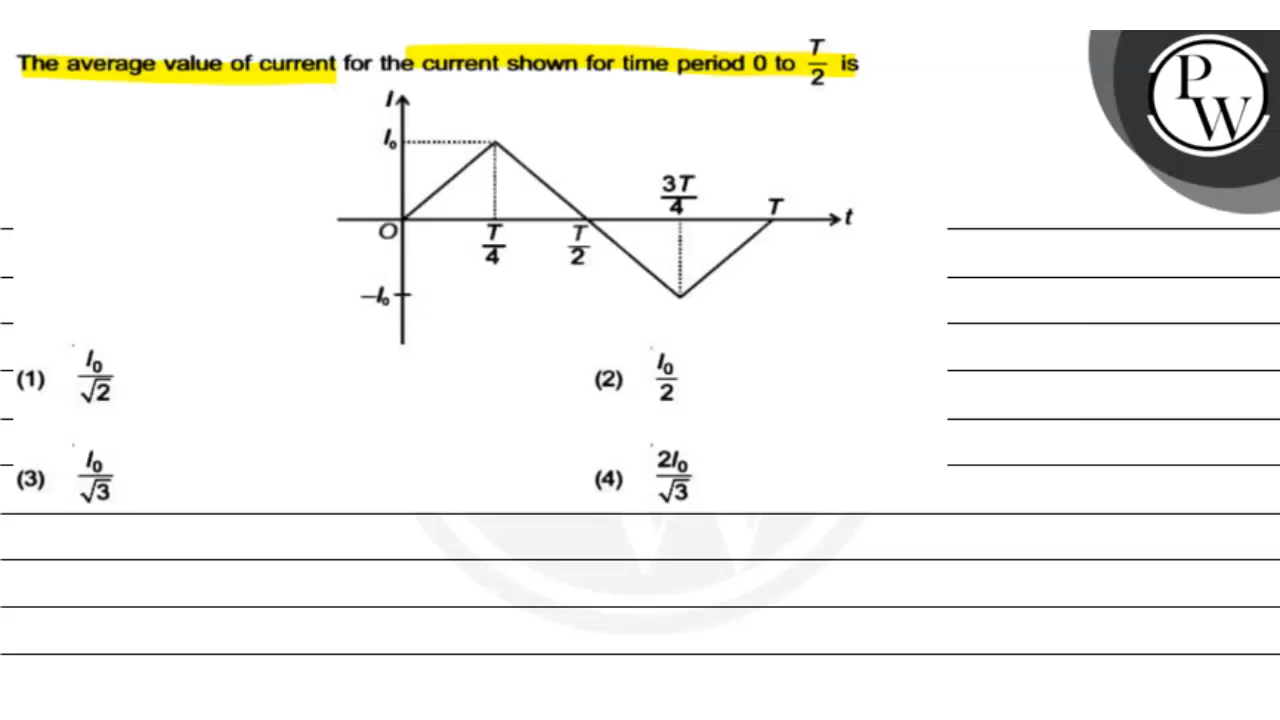 The average value of current for the current shown for time period 0 to T/2 is
I
I₀
3T/4
T
t
O
T/4
T/2
–I₀
(1) I₀/√2
(2) I₀/2
(3) I₀/√3
(4) 2I₀/√3
P
W